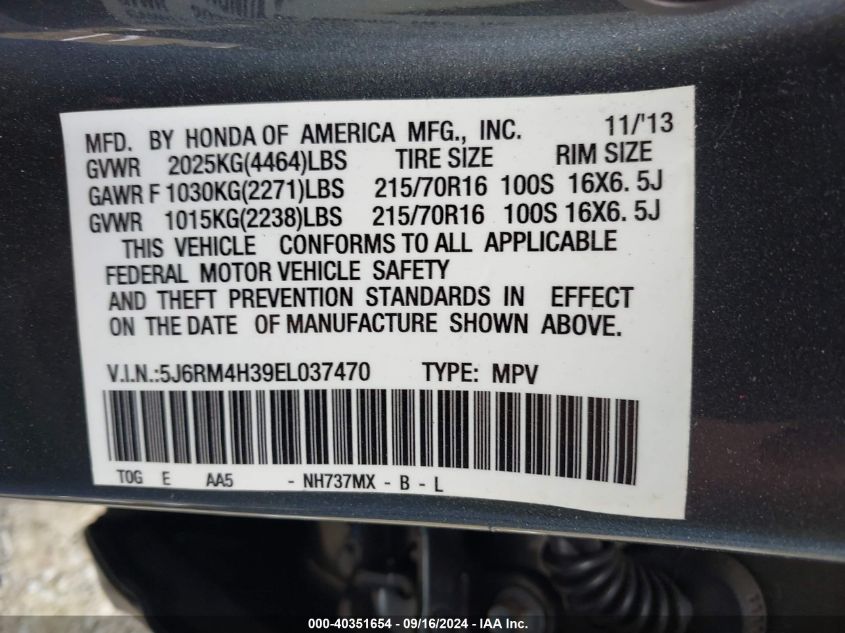 MFD. BY HONDA OF AMERICA MFG., INC. 11/'13
GVWR 2025KG(4464)LBS TIRE SIZE RIM SIZE
GAWR F 1030KG(2271)LBS 215/70R16 100S 16X6.5J
GVWR 1015KG(2238)LBS 215/70R16 100S 16X6.5J
THIS VEHICLE CONFORMS TO ALL APPLICABLE
FEDERAL MOTOR VEHICLE SAFETY
AND THEFT PREVENTION STANDARDS IN EFFECT
ON THE DATE OF MANUFACTURE SHOWN ABOVE.
V.I.N.:5J6RM4H39EL037470 TYPE: MPV
TOG E AA5 - NH737MX - B - L
000-40351654 - 09/16/2024 - IAA Inc.